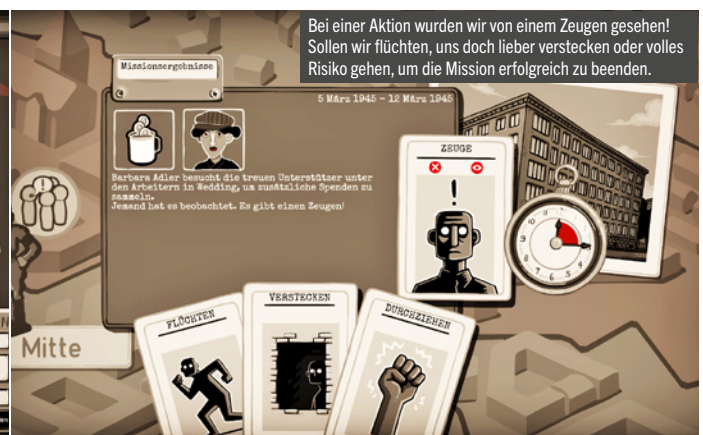 Bei einer Aktion wurden wir von einem Zeugen gesehen!
Sollen wir flüchten, uns doch lieber verstecken oder volles
Risiko gehen, um die Mission erfolgreich zu beenden.
Missionsergebnisse
5 März 1945 – 12 März 1945
Barbara Adler besucht die treuen Unterstützer unter
den Arbeitern in Wedding, um zusätzliche Spenden zu
sammeln.
Jemand hat es beobachtet. Es gibt einen Zeugen!
ZEUGE
!
FLÜCHTEN
VERSTECKEN
DURCHZIEHEN
Mitte